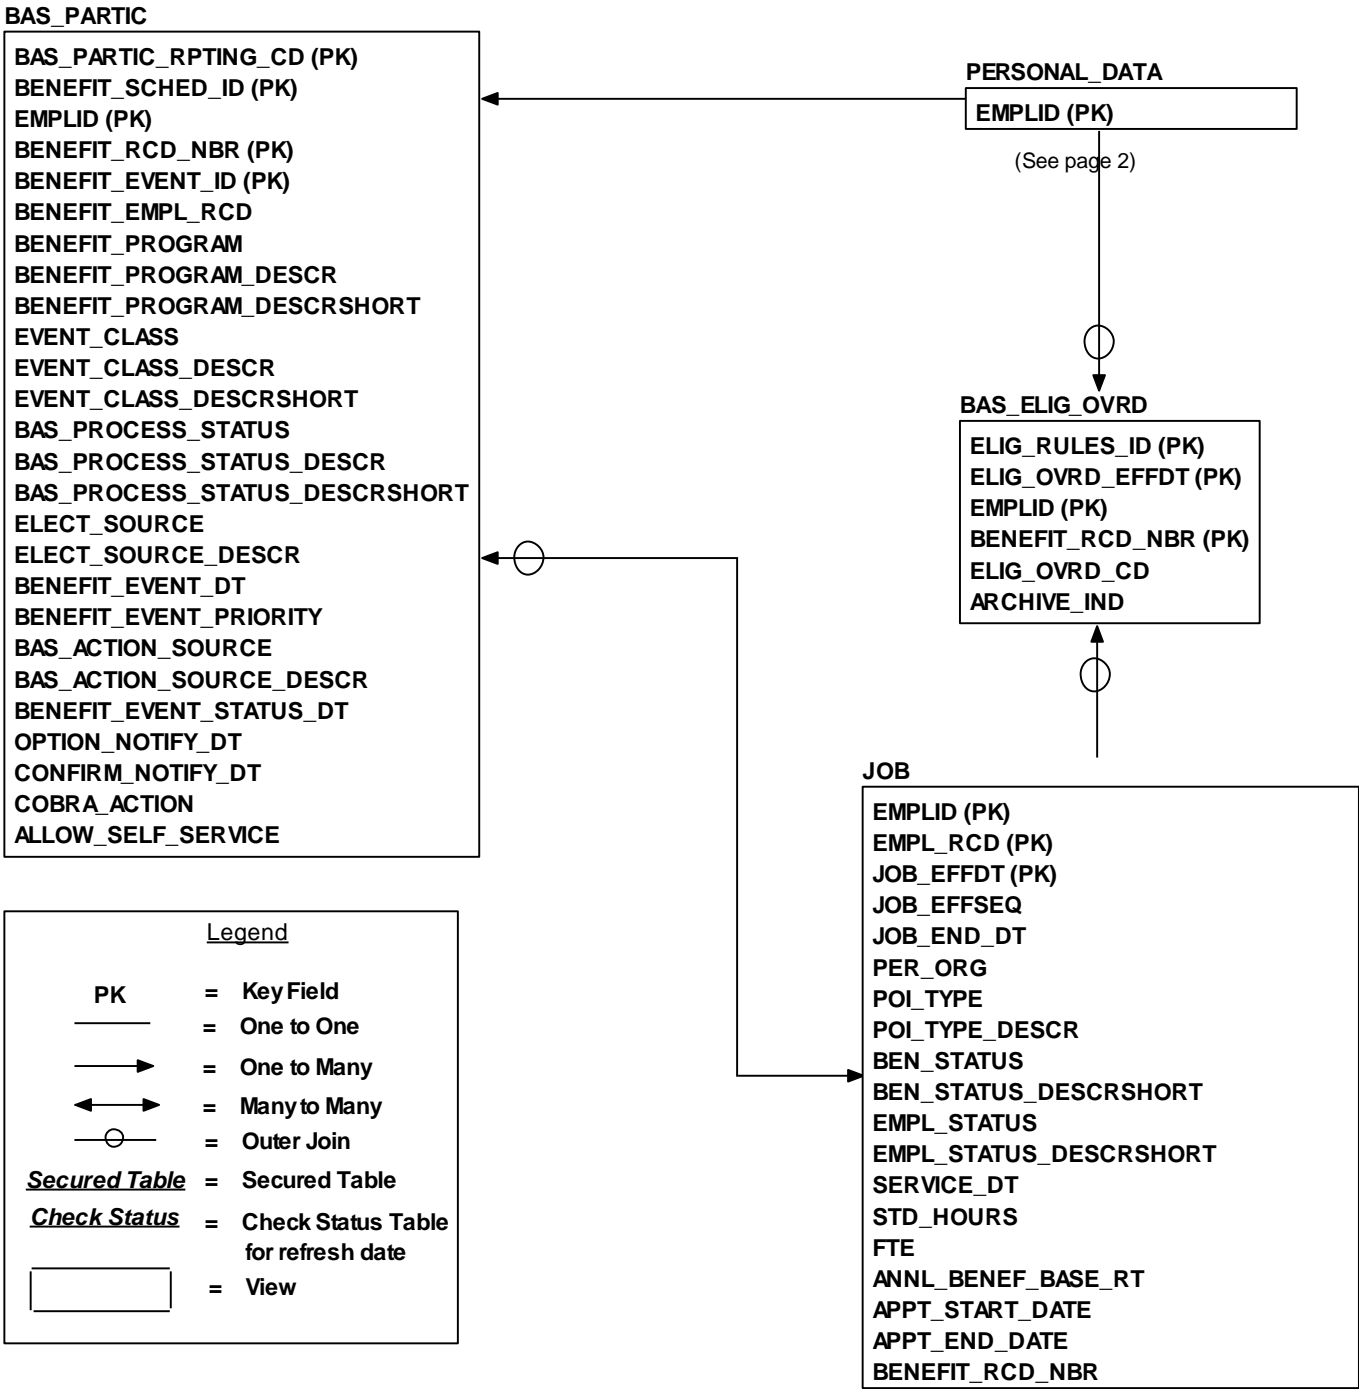 BAS_PARTIC
BAS_PARTIC_RPTING_CD (PK)
BENEFIT_SCHED_ID (PK)
EMPLID (PK)
BENEFIT_RCD_NBR (PK)
BENEFIT_EVENT_ID (PK)
BENEFIT_EMPL_RCD
BENEFIT_PROGRAM
BENEFIT_PROGRAM_DESCR
BENEFIT_PROGRAM_DESCRSHORT
EVENT_CLASS
EVENT_CLASS_DESCR
EVENT_CLASS_DESCRSHORT
BAS_PROCESS_STATUS
BAS_PROCESS_STATUS_DESCR
BAS_PROCESS_STATUS_DESCRSHORT
ELECT_SOURCE
ELECT_SOURCE_DESCR
BENEFIT_EVENT_DT
BENEFIT_EVENT_PRIORITY
BAS_ACTION_SOURCE
BAS_ACTION_SOURCE_DESCR
BENEFIT_EVENT_STATUS_DT
OPTION_NOTIFY_DT
CONFIRM_NOTIFY_DT
COBRA_ACTION
ALLOW_SELF_SERVICE
PERSONAL_DATA
EMPLID (PK)
(See page 2)
BAS_ELIG_OVRD
ELIG_RULES_ID (PK)
ELIG_OVRD_EFFDT (PK)
EMPLID (PK)
BENEFIT_RCD_NBR (PK)
ELIG_OVRD_CD
ARCHIVE_IND
JOB
EMPLID (PK)
EMPL_RCD (PK)
JOB_EFFDT (PK)
JOB_EFFSEQ
JOB_END_DT
PER_ORG
POI_TYPE
POI_TYPE_DESCR
BEN_STATUS
BEN_STATUS_DESCRSHORT
EMPL_STATUS
EMPL_STATUS_DESCRSHORT
SERVICE_DT
STD_HOURS
FTE
ANNL_BENEF_BASE_RT
APPT_START_DATE
APPT_END_DATE
BENEFIT_RCD_NBR
Legend
PK = Key Field
= One to One
= One to Many
= Many to Many
= Outer Join
Secured Table = Secured Table
Check Status = Check Status Table
for refresh date
= View